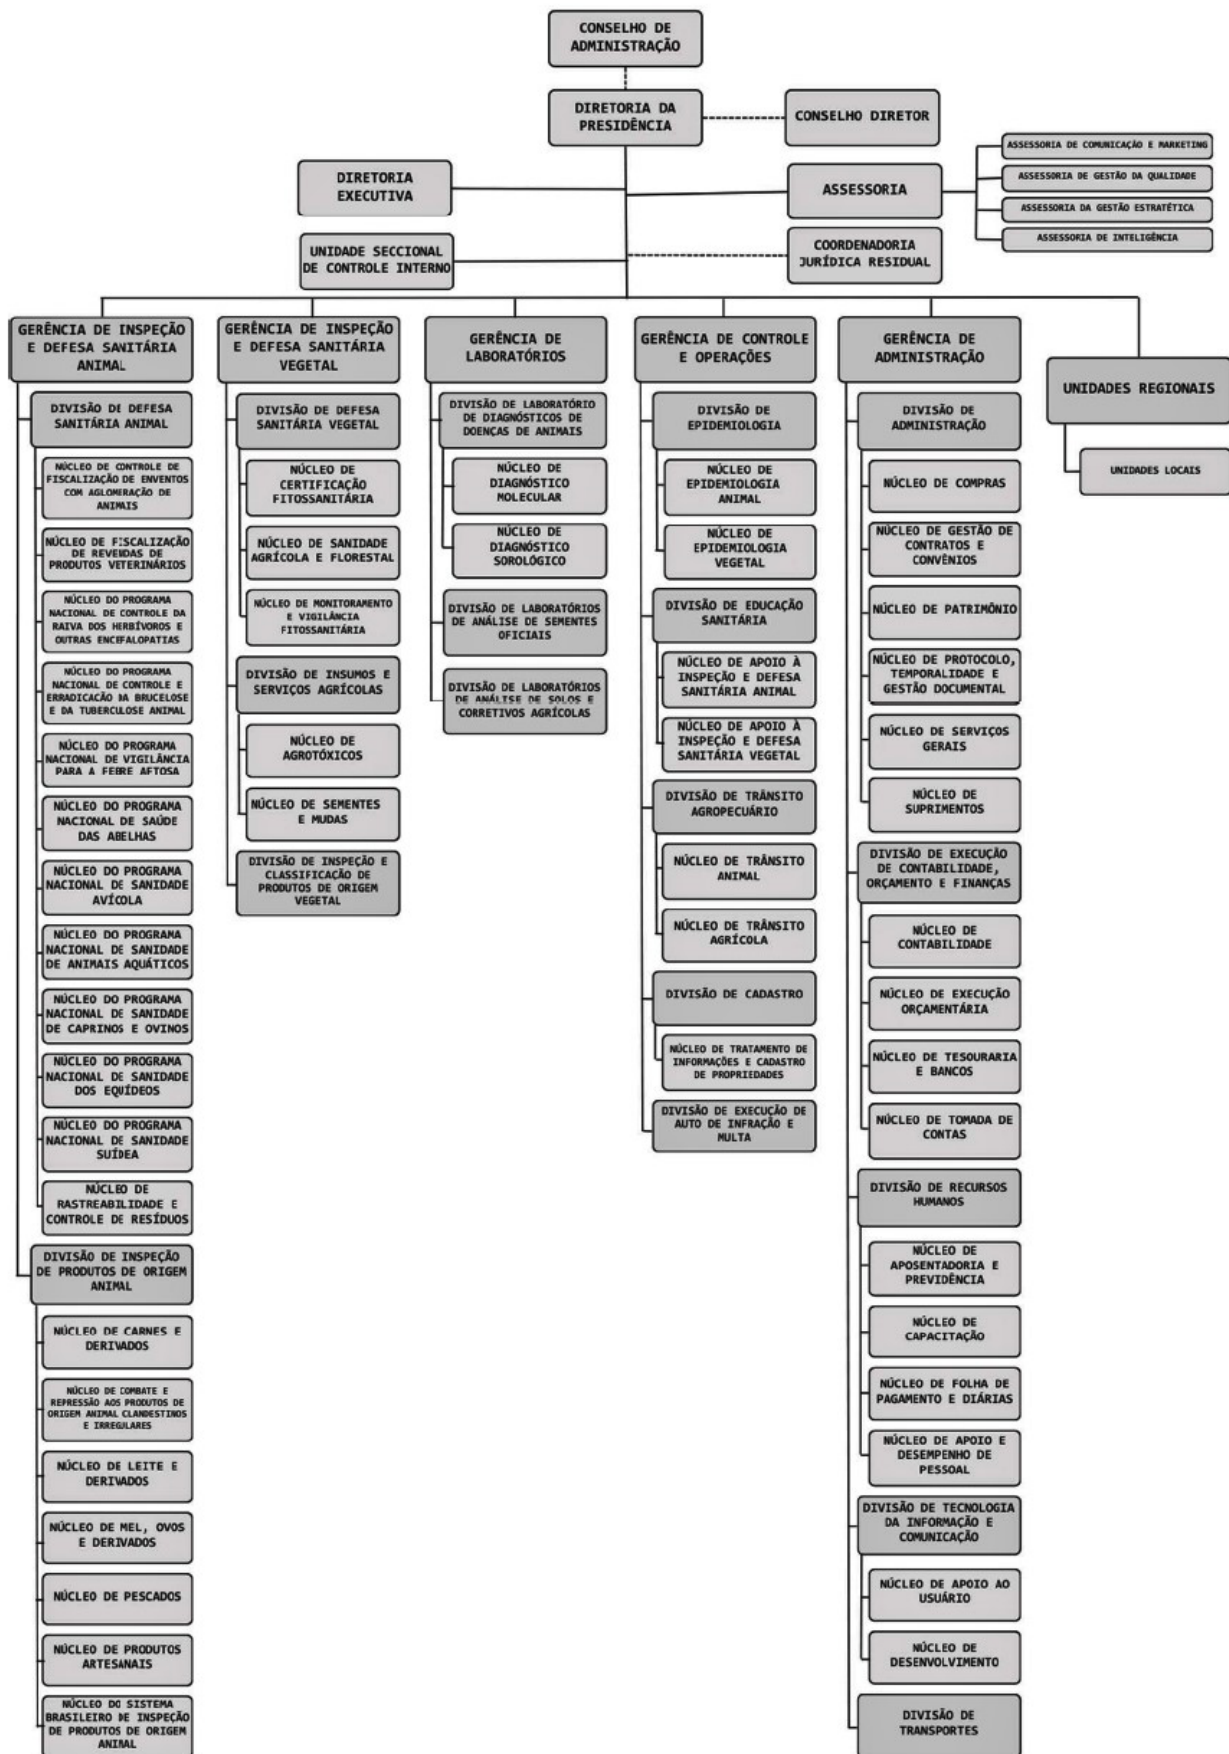 CONSELHO DE
ADMINISTRAÇÃO
DIRETORIA DA
PRESIDÊNCIA
CONSELHO DIRETOR
DIRETORIA
EXECUTIVA
ASSESSORIA
ASSESSORIA DE COMUNICAÇÃO E MARKETING
ASSESSORIA DE GESTÃO DA QUALIDADE
ASSESSORIA DA GESTÃO ESTRATÉTICA
ASSESSORIA DE INTELIGÊNCIA
UNIDADE SECCIONAL
DE CONTROLE INTERNO
COORDENADORIA
JURÍDICA RESIDUAL
GERÊNCIA DE INSPEÇÃO
E DEFESA SANITÁRIA
ANIMAL
DIVISÃO DE DEFESA
SANITÁRIA ANIMAL
NÚCLEO DE CONTROLE DE
FISCALIZAÇÃO DE ENVENTOS
COM AGLOMERAÇÃO DE
ANIMAIS
NÚCLEO DE FISCALIZAÇÃO
DE REVENDAS DE
PRODUTOS VETERINÁRIOS
NÚCLEO DO PROGRAMA
NACIONAL DE CONTROLE DA
RAIVA DOS HERBÍVOROS E
OUTRAS ENCEFALOPATIAS
NÚCLEO DO PROGRAMA
NACIONAL DE CONTROLE E
ERRADICAÇÃO DA BRUCELOSE
E DA TUBERCULOSE ANIMAL
NÚCLEO DO PROGRAMA
NACIONAL DE VIGILÂNCIA
PARA A FEBRE AFTOSA
NÚCLEO DO PROGRAMA
NACIONAL DE SAÚDE
DAS ABELHAS
NÚCLEO DO PROGRAMA
NACIONAL DE SANIDADE
AVÍCOLA
NÚCLEO DO PROGRAMA
NACIONAL DE SANIDADE
DE ANIMAIS AQUÁTICOS
NÚCLEO DO PROGRAMA
NACIONAL DE SANIDADE
DE CAPRINOS E OVINOS
NÚCLEO DO PROGRAMA
NACIONAL DE SANIDADE
DOS EQUÍDEOS
NÚCLEO DO PROGRAMA
NACIONAL DE SANIDADE
SUÍDEA
NÚCLEO DE
RASTREABILIDADE E
CONTROLE DE RESÍDUOS
DIVISÃO DE INSPEÇÃO
DE PRODUTOS DE ORIGEM
ANIMAL
NÚCLEO DE CARNES E
DERIVADOS
NÚCLEO DE COMBATE E
REPRESSÃO AOS PRODUTOS DE
ORIGEM ANIMAL CLANDESTINOS
E IRREGULARES
NÚCLEO DE LEITE E
DERIVADOS
NÚCLEO DE MEL, OVOS
E DERIVADOS
NÚCLEO DE PESCADOS
NÚCLEO DE PRODUTOS
ARTESANAIS
NÚCLEO DO SISTEMA
BRASILEIRO DE INSPEÇÃO
DE PRODUTOS DE ORIGEM
ANIMAL
GERÊNCIA DE INSPEÇÃO
E DEFESA SANITÁRIA
VEGETAL
DIVISÃO DE DEFESA
SANITÁRIA VEGETAL
NÚCLEO DE
CERTIFICAÇÃO
FITOSSANITÁRIA
NÚCLEO DE SANIDADE
AGRÍCOLA E FLORESTAL
NÚCLEO DE MONITORAMENTO
E VIGILÂNCIA
FITOSSANITÁRIA
DIVISÃO DE INSUMOS E
SERVIÇOS AGRÍCOLAS
NÚCLEO DE
AGROTÓXICOS
NÚCLEO DE SEMENTES
E MUDAS
DIVISÃO DE INSPEÇÃO E
CLASSIFICAÇÃO DE
PRODUTOS DE ORIGEM
VEGETAL
GERÊNCIA DE
LABORATÓRIOS
DIVISÃO DE LABORATÓRIO
DE DIAGNÓSTICOS DE
DOENÇAS DE ANIMAIS
NÚCLEO DE
DIAGNÓSTICO
MOLECULAR
NÚCLEO DE
DIAGNÓSTICO
SOROLÓGICO
DIVISÃO DE LABORATÓRIOS
DE ANÁLISE DE SEMENTES
OFICIAIS
DIVISÃO DE LABORATÓRIOS
DE ANÁLISE DE SOLOS E
CORRETIVOS AGRÍCOLAS
GERÊNCIA DE CONTROLE
E OPERAÇÕES
DIVISÃO DE
EPIDEMIOLOGIA
NÚCLEO DE
EPIDEMIOLOGIA
ANIMAL
NÚCLEO DE
EPIDEMIOLOGIA
VEGETAL
DIVISÃO DE EDUCAÇÃO
SANITÁRIA
NÚCLEO DE APOIO À
INSPEÇÃO E DEFESA
SANITÁRIA ANIMAL
NÚCLEO DE APOIO À
INSPEÇÃO E DEFESA
SANITÁRIA VEGETAL
DIVISÃO DE TRÂNSITO
AGROPECUÁRIO
NÚCLEO DE TRÂNSITO
ANIMAL
NÚCLEO DE TRÂNSITO
AGRÍCOLA
DIVISÃO DE CADASTRO
NÚCLEO DE TRATAMENTO DE
INFORMAÇÕES E CADASTRO
DE PROPRIEDADES
DIVISÃO DE EXECUÇÃO DE
AUTO DE INFRAÇÃO E
MULTA
GERÊNCIA DE
ADMINISTRAÇÃO
DIVISÃO DE
ADMINISTRAÇÃO
NÚCLEO DE COMPRAS
NÚCLEO DE GESTÃO DE
CONTRATOS E
CONVÊNIOS
NÚCLEO DE PATRIMÔNIO
NÚCLEO DE PROTOCOLO,
TEMPORALIDADE E
GESTÃO DOCUMENTAL
NÚCLEO DE SERVIÇOS
GERAIS
NÚCLEO DE
SUPRIMENTOS
DIVISÃO DE EXECUÇÃO
DE CONTABILIDADE,
ORÇAMENTO E FINANÇAS
NÚCLEO DE
CONTABILIDADE
NÚCLEO DE EXECUÇÃO
ORÇAMENTÁRIA
NÚCLEO DE TESOURARIA
E BANCOS
NÚCLEO DE TOMADA DE
CONTAS
DIVISÃO DE RECURSOS
HUMANOS
NÚCLEO DE
APOSENTADORIA E
PREVIDÊNCIA
NÚCLEO DE
CAPACITAÇÃO
NÚCLEO DE FOLHA DE
PAGAMENTO E DIÁRIAS
NÚCLEO DE APOIO E
DESEMPENHO DE
PESSOAL
DIVISÃO DE TECNOLOGIA
DA INFORMAÇÃO E
COMUNICAÇÃO
NÚCLEO DE APOIO AO
USUÁRIO
NÚCLEO DE
DESENVOLVIMENTO
DIVISÃO DE
TRANSPORTES
UNIDADES REGIONAIS
UNIDADES LOCAIS